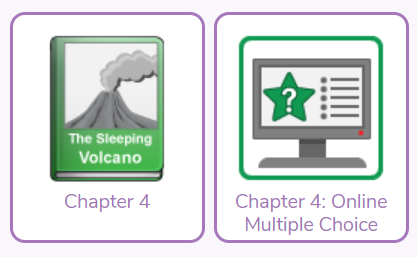 The Sleeping
Volcano
Chapter 4
?
Chapter 4: Online
Multiple Choice